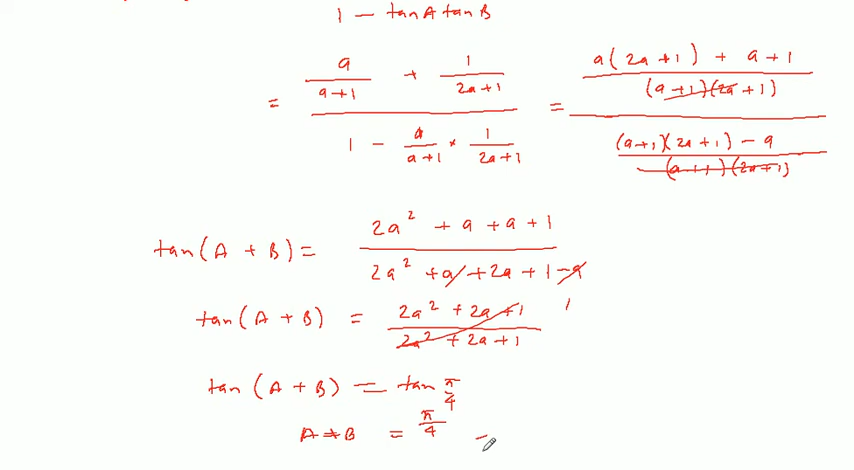 1 - tanA tanB
= (a/(a+1) + 1/(2a+1)) / (1 - a/(a+1) × 1/(2a+1)) = (a(2a+1) + a+1 / (a+1)(2a+1)) / ((a+1)(2a+1) - a / (a+1)(2a+1))
tan(A + B) = (2a² + a + a + 1) / (2a² + a + 2a + 1 - a)
tan(A + B) = (2a² + 2a + 1) / (2a² + 2a + 1) 1
tan(A + B) = tan π/4
A + B = π/4